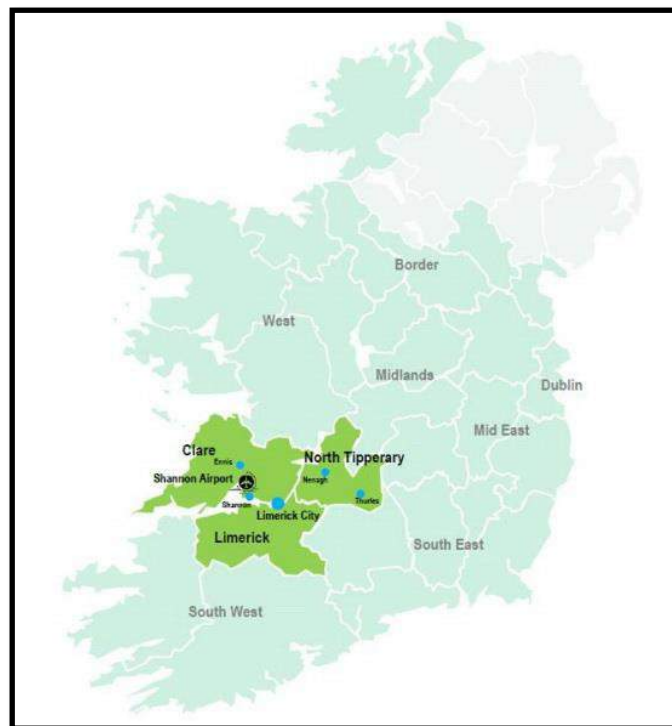 Border
West
Midlands
Dublin
Mid East
Clare
North Tipperary
Ennis
Shannon Airport
Nenagh
Shannon
Thurles
Limerick City
Limerick
South East
South West